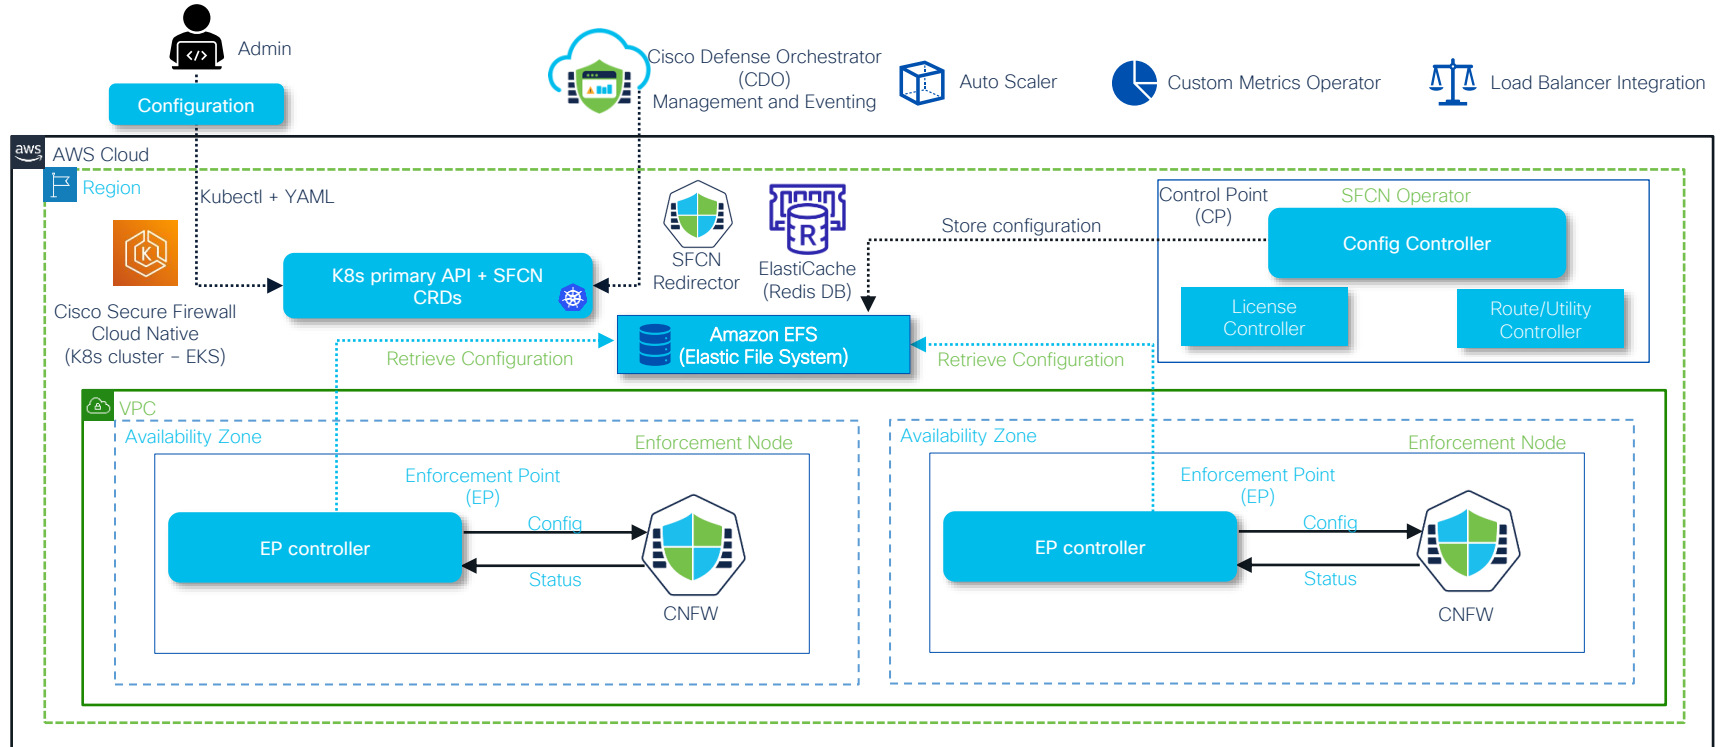 Admin
Configuration
Cisco Defense Orchestrator
(CDO)
Management and Eventing
Auto Scaler
Custom Metrics Operator
Load Balancer Integration
aws
AWS Cloud
Region
Kubectl + YAML
K
Cisco Secure Firewall
Cloud Native
(K8s cluster – EKS)
K8s primary API + SFCN
CRDs
SFCN
Redirector
R
ElastiCache
(Redis DB)
Store configuration
Control Point
(CP)
SFCN Operator
Config Controller
License
Controller
Route/Utility
Controller
Amazon EFS
(Elastic File System)
Retrieve Configuration
Retrieve Configuration
VPC
Availability Zone
Enforcement Node
Enforcement Point
(EP)
EP controller
Config
Status
CNFW
Availability Zone
Enforcement Node
Enforcement Point
(EP)
EP controller
Config
Status
CNFW